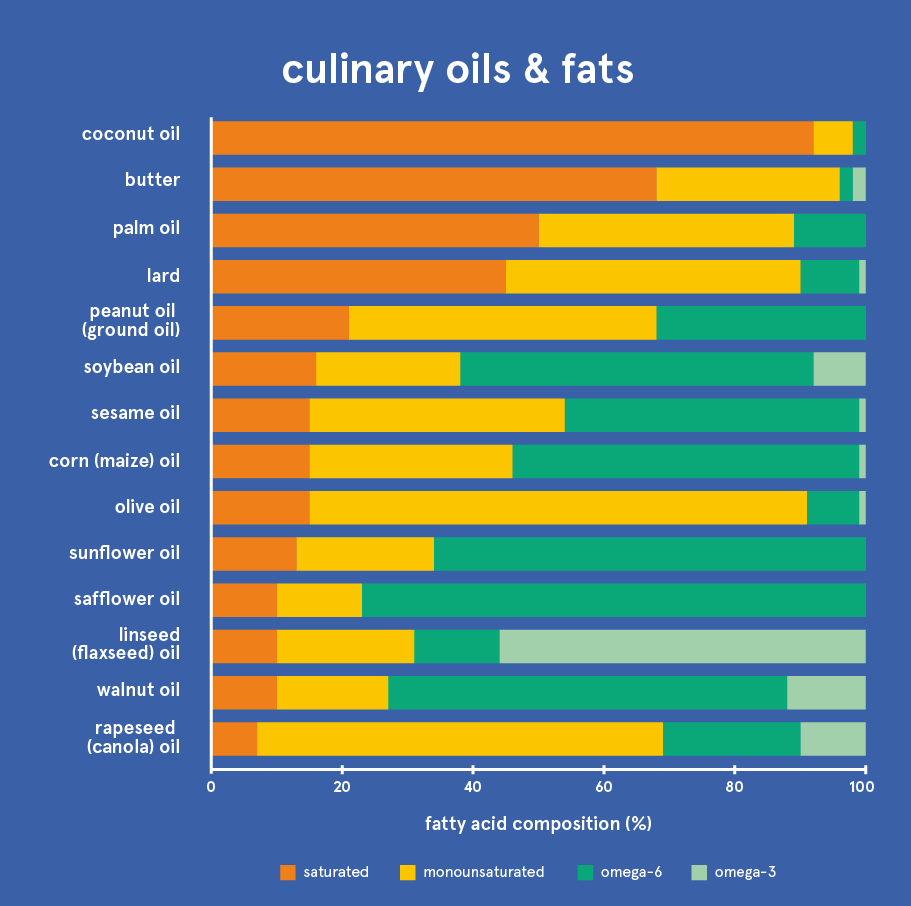 culinary oils & fats
coconut oil
butter
palm oil
lard
peanut oil
(ground oil)
soybean oil
sesame oil
corn (maize) oil
olive oil
sunflower oil
safflower oil
linseed
(flaxseed) oil
walnut oil
rapeseed
(canola) oil
0 20 40 60 80 100
fatty acid composition (%)
saturated monounsaturated omega-6 omega-3